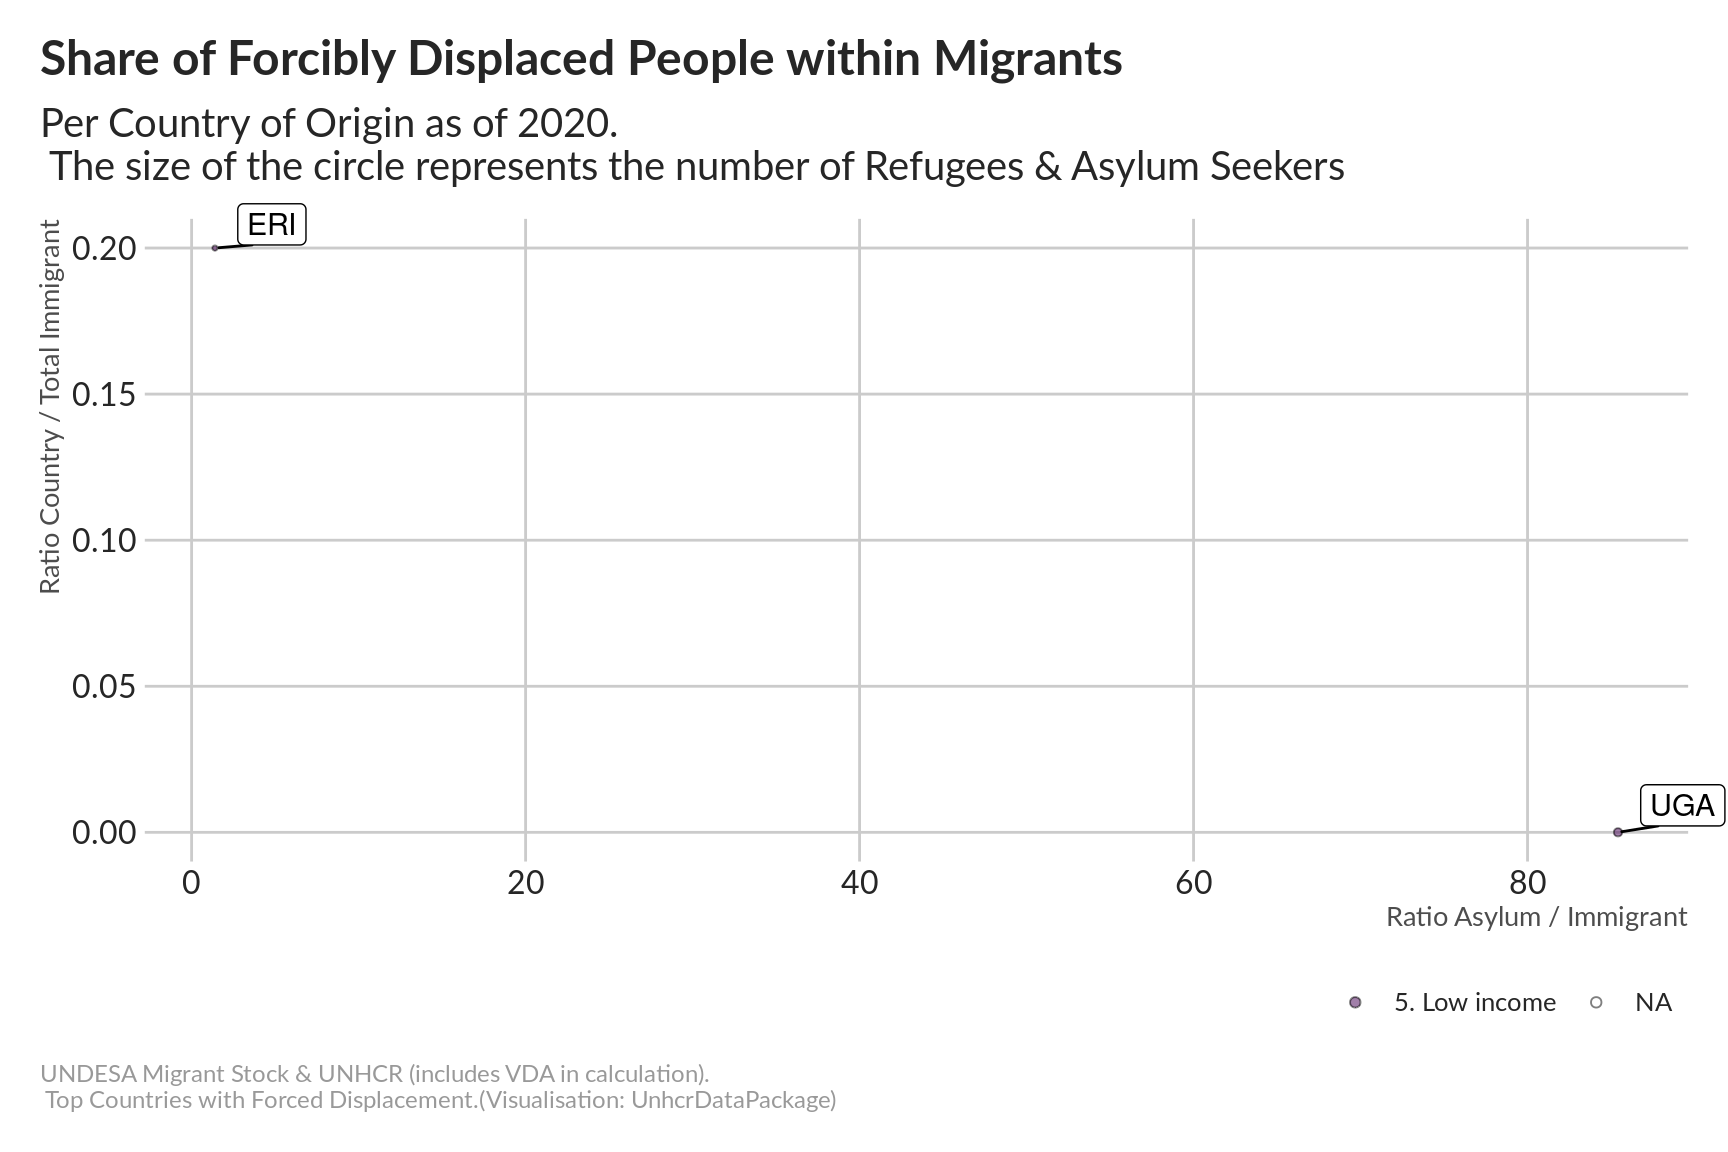 Share of Forcibly Displaced People within Migrants
Per Country of Origin as of 2020.
The size of the circle represents the number of Refugees & Asylum Seekers
Ratio Country / Total Immigrant
0.20
0.15
0.10
0.05
0.00
ERI
UGA
0 20 40 60 80
Ratio Asylum / Immigrant
5. Low income NA
UNDESA Migrant Stock & UNHCR (includes VDA in calculation).
Top Countries with Forced Displacement.(Visualisation: UnhcrDataPackage)